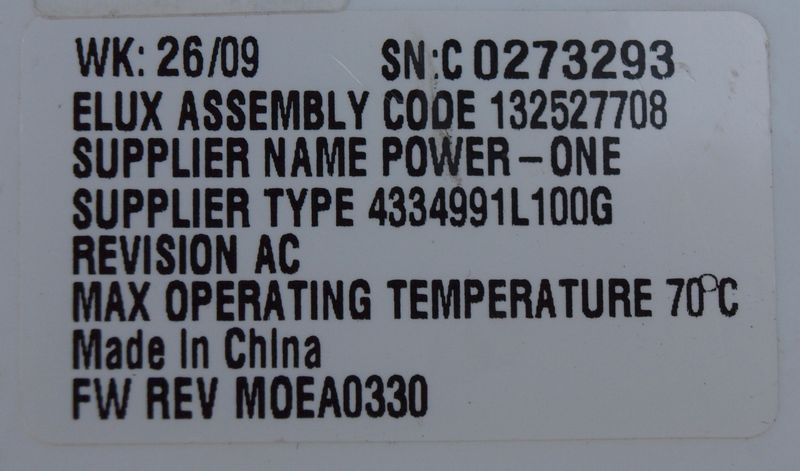 WK: 26/09 SN:C 0273293
ELUX ASSEMBLY CODE 132527708
SUPPLIER NAME POWER-ONE
SUPPLIER TYPE 4334991L100G
REVISION AC
MAX OPERATING TEMPERATURE 70°C
Made In China
FW REV MOEA0330